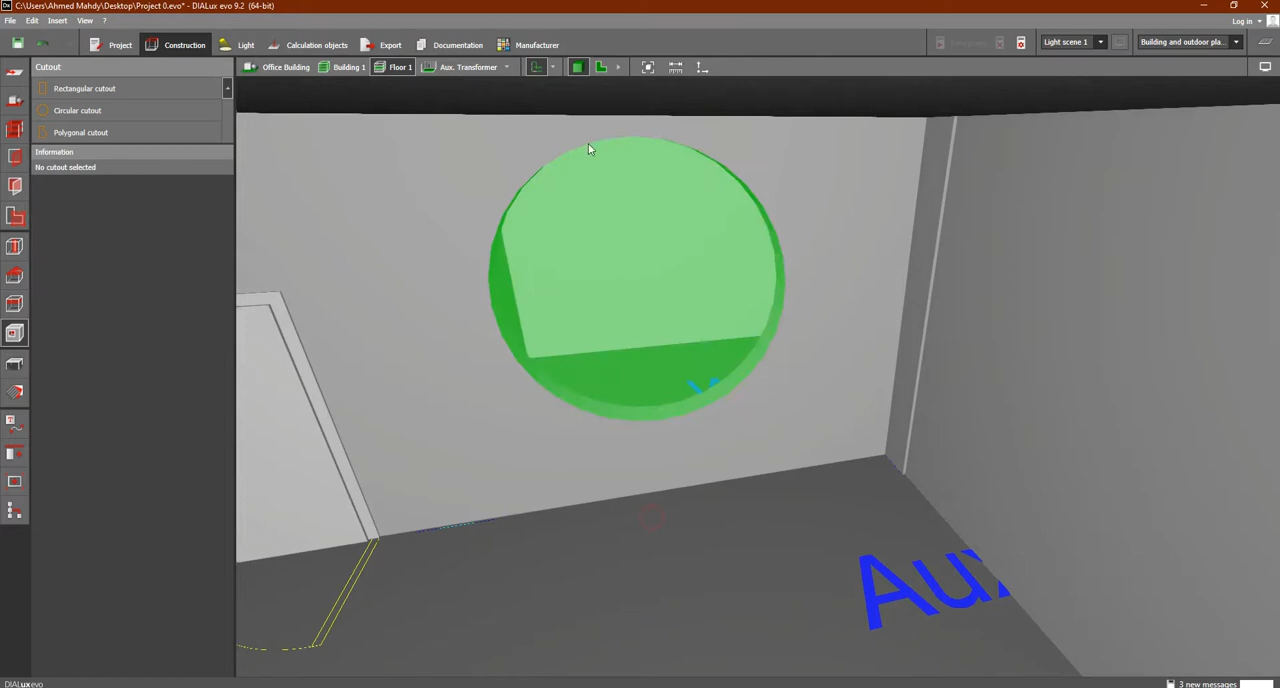 C:\Users\Ahmed Mahdy\Desktop\Project 0.evo* - DIALux evo 9.2 (64-bit)
File Edit Insert View ?
Log in
Project Construction Light Calculation objects Export Documentation Manufacturer
Light scene 1
Building and outdoor pla...
Cutout
Office Building Building 1 Floor 1 Aux. Transformer
Rectangular cutout
Circular cutout
Polygonal cutout
Information
No cutout selected
Aux
DIALux evo
3 new messages